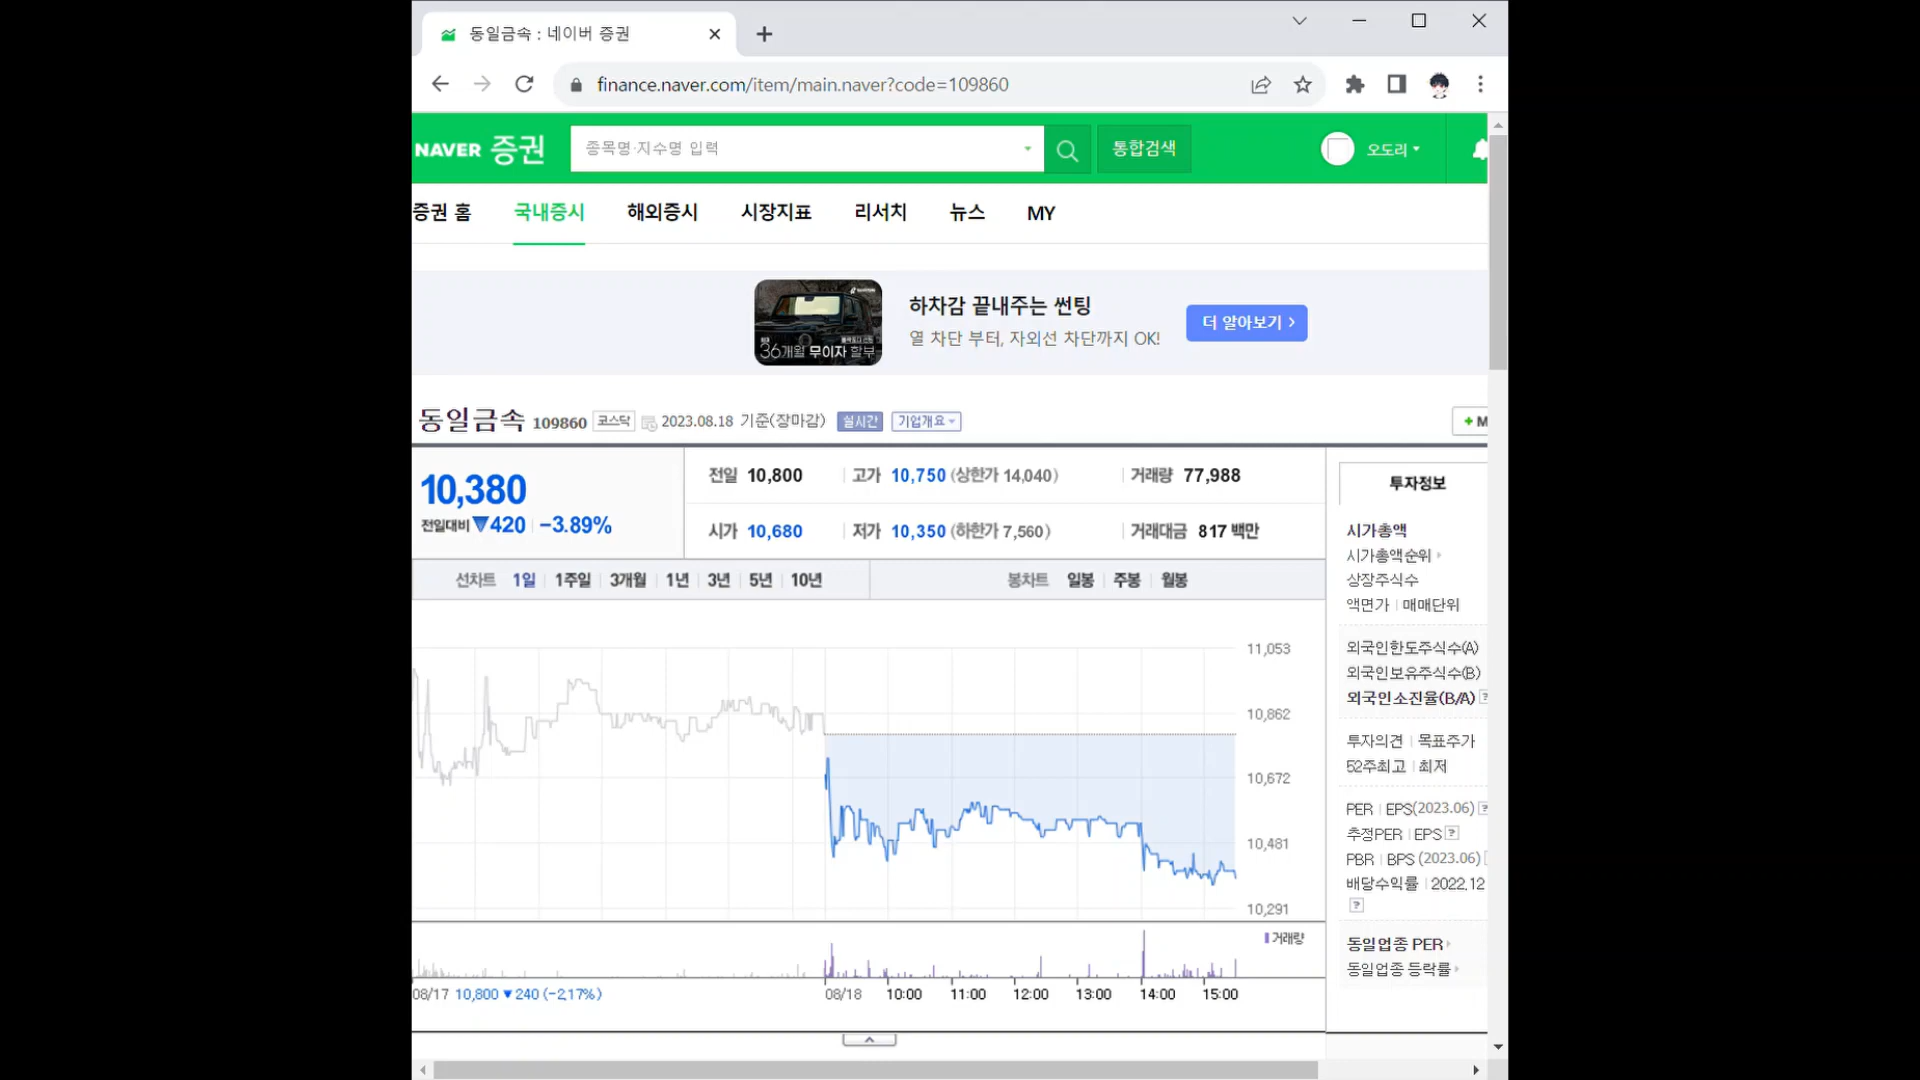 동일금속 : 네이버 증권
finance.naver.com/item/main.naver?code=109860
NAVER 증권
종목명·지수명 입력
통합검색
오도리
증권 홈 국내증시 해외증시 시장지표 리서치 뉴스 MY
36개월 무이자 할부
하차감 끝내주는 썬팅
열 차단 부터, 자외선 차단까지 OK!
더 알아보기 >
동일금속 109860 코스닥 2023.08.18 기준(장마감) 실시간 기업개요
+ M
10,380
전일대비 ▼420 -3.89%
전일 10,800 고가 10,750 (상한가 14,040) 거래량 77,988
시가 10,680 저가 10,350 (하한가 7,560) 거래대금 817 백만
선차트 1일 1주일 3개월 1년 3년 5년 10년
봉차트 일봉 주봉 월봉
11,053
10,862
10,672
10,481
10,291
거래량
08/17 10,800 ▼240 (-2.17%)
08/18 10:00 11:00 12:00 13:00 14:00 15:00
투자정보
시가총액
시가총액순위
상장주식수
액면가 | 매매단위
외국인한도주식수(A)
외국인보유주식수(B)
외국인소진율(B/A) ?
투자의견 | 목표주가
52주최고 | 최저
PER | EPS(2023.06) ?
추정PER | EPS ?
PBR | BPS (2023.06)
배당수익률 | 2022.12
?
동일업종 PER
동일업종 등락률